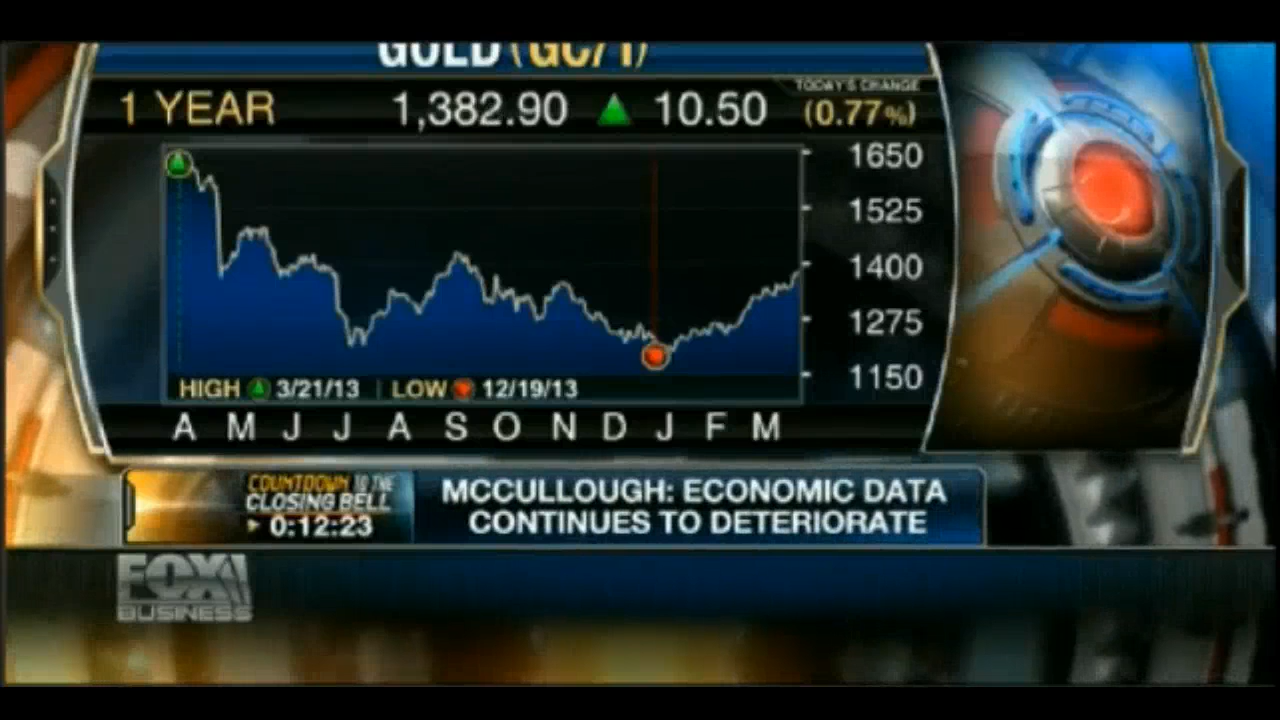 GOLD (GC/1)
TODAY'S CHANGE
1 YEAR 1,382.90 10.50 (0.77%)
1650
1525
1400
1275
1150
HIGH 3/21/13 LOW 12/19/13
A M J J A S O N D J F M
COUNTDOWN TO THE
CLOSING BELL
0:12:23
MCCULLOUGH: ECONOMIC DATA
CONTINUES TO DETERIORATE
FOX
BUSINESS